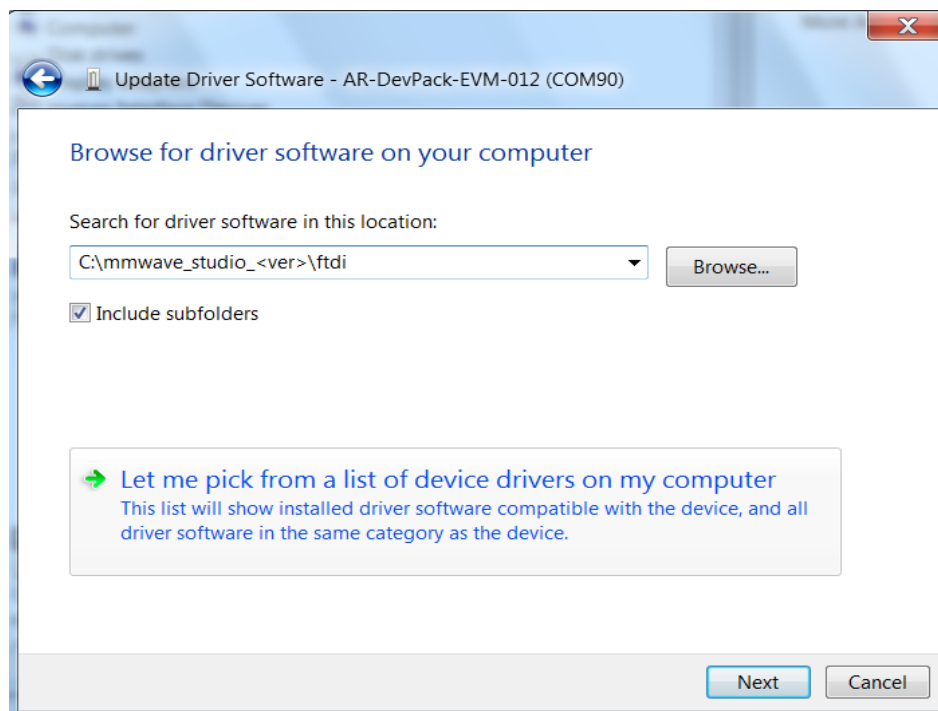 Computer
Update Driver Software - AR-DevPack-EVM-012 (COM90)
Browse for driver software on your computer
Search for driver software in this location:
C:\mmwave_studio_<ver>\ftdi
Browse...
Include subfolders
Let me pick from a list of device drivers on my computer
This list will show installed driver software compatible with the device, and all
driver software in the same category as the device.
Next
Cancel